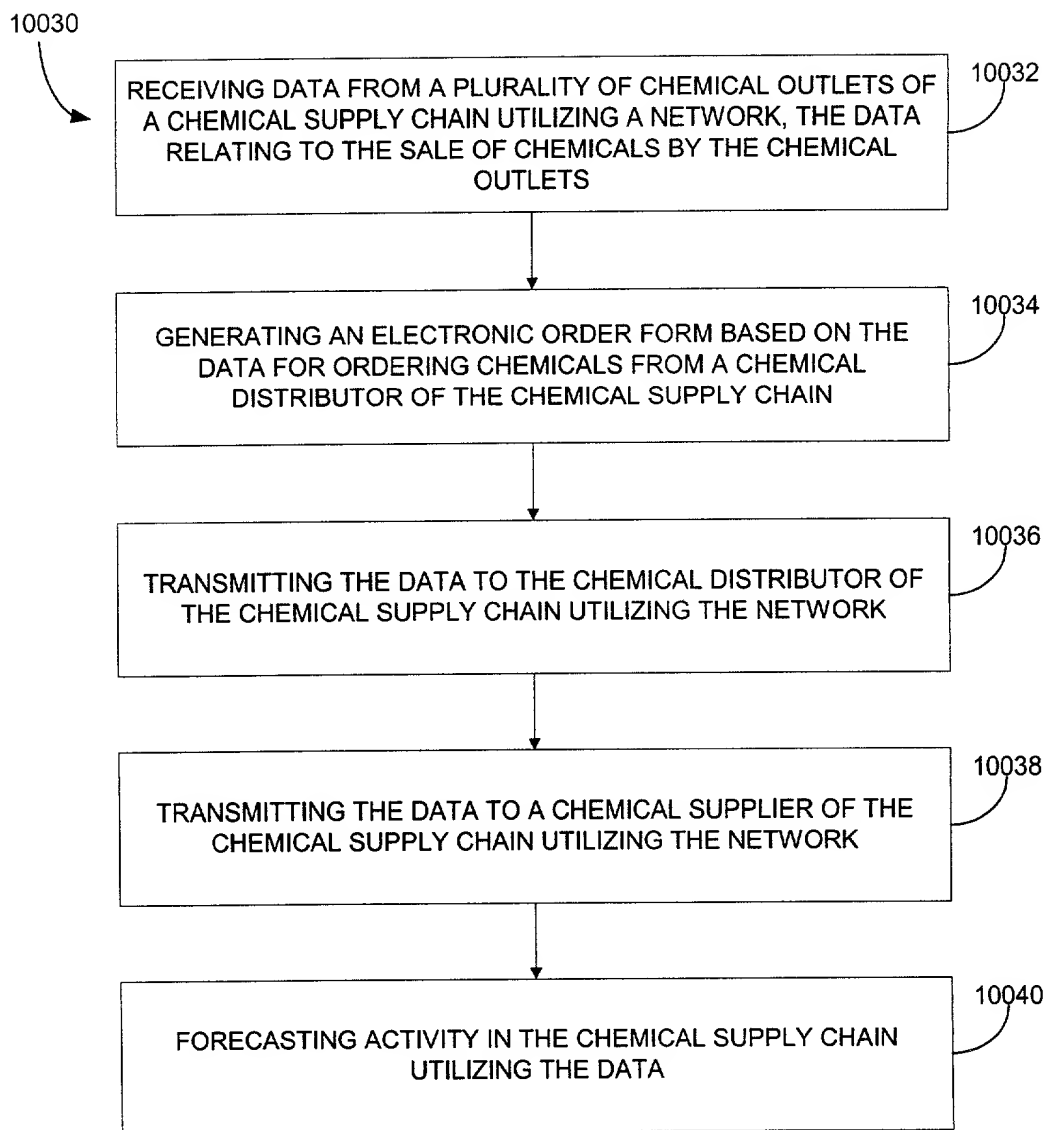 10030
RECEIVING DATA FROM A PLURALITY OF CHEMICAL OUTLETS OF
A CHEMICAL SUPPLY CHAIN UTILIZING A NETWORK, THE DATA
RELATING TO THE SALE OF CHEMICALS BY THE CHEMICAL
OUTLETS
10032
GENERATING AN ELECTRONIC ORDER FORM BASED ON THE
DATA FOR ORDERING CHEMICALS FROM A CHEMICAL
DISTRIBUTOR OF THE CHEMICAL SUPPLY CHAIN
10034
TRANSMITTING THE DATA TO THE CHEMICAL DISTRIBUTOR OF
THE CHEMICAL SUPPLY CHAIN UTILIZING THE NETWORK
10036
TRANSMITTING THE DATA TO A CHEMICAL SUPPLIER OF THE
CHEMICAL SUPPLY CHAIN UTILIZING THE NETWORK
10038
FORECASTING ACTIVITY IN THE CHEMICAL SUPPLY CHAIN
UTILIZING THE DATA
10040